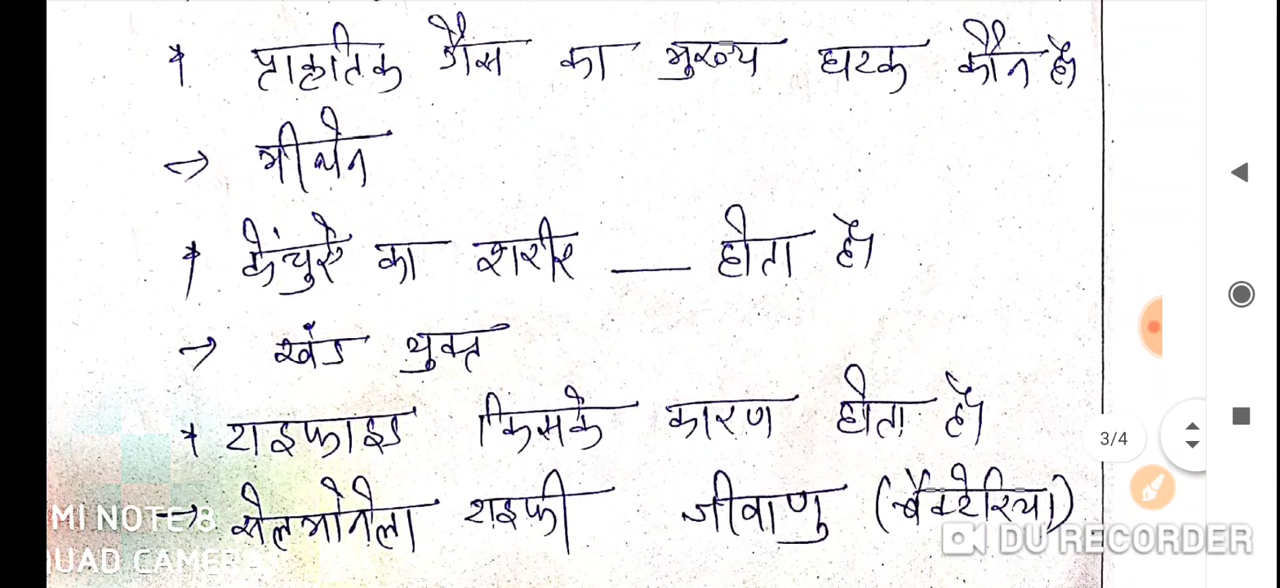 * प्राकृतिक गैस का मुख्य घटक कौन है।
→ मीथेन
* केंचुए का शरीर ___ होता है।
→ खंड युक्त
* टाइफाइड किसके कारण होता है।
→ सेलमोनेला टाइफी जीवाणु (बैक्टेरिया)
3/4
MI NOTE 8
QUAD CAMERA
DU RECORDER